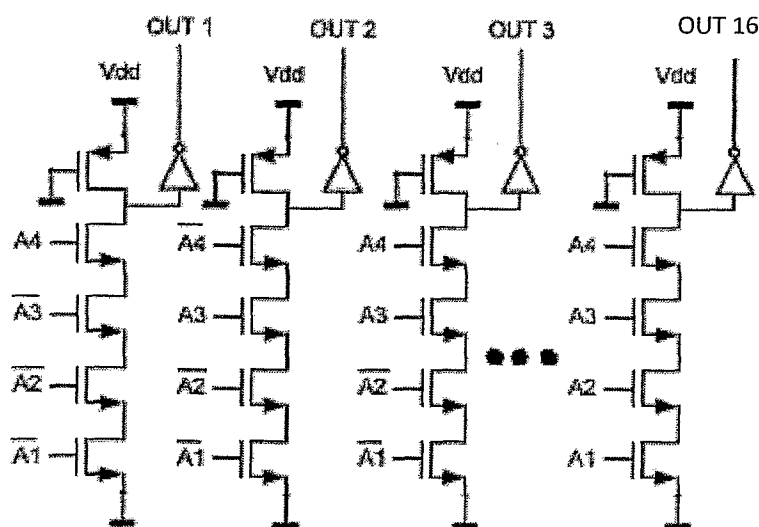 OUT 1 OUT 2 OUT 3 OUT 16
Vdd Vdd Vdd Vdd
A4 A̅4̅ A4 A4
A̅3̅ A3 A3 A3
A̅2̅ A̅2̅ A̅2̅ A2
A̅1̅ A̅1̅ A̅1̅ A1